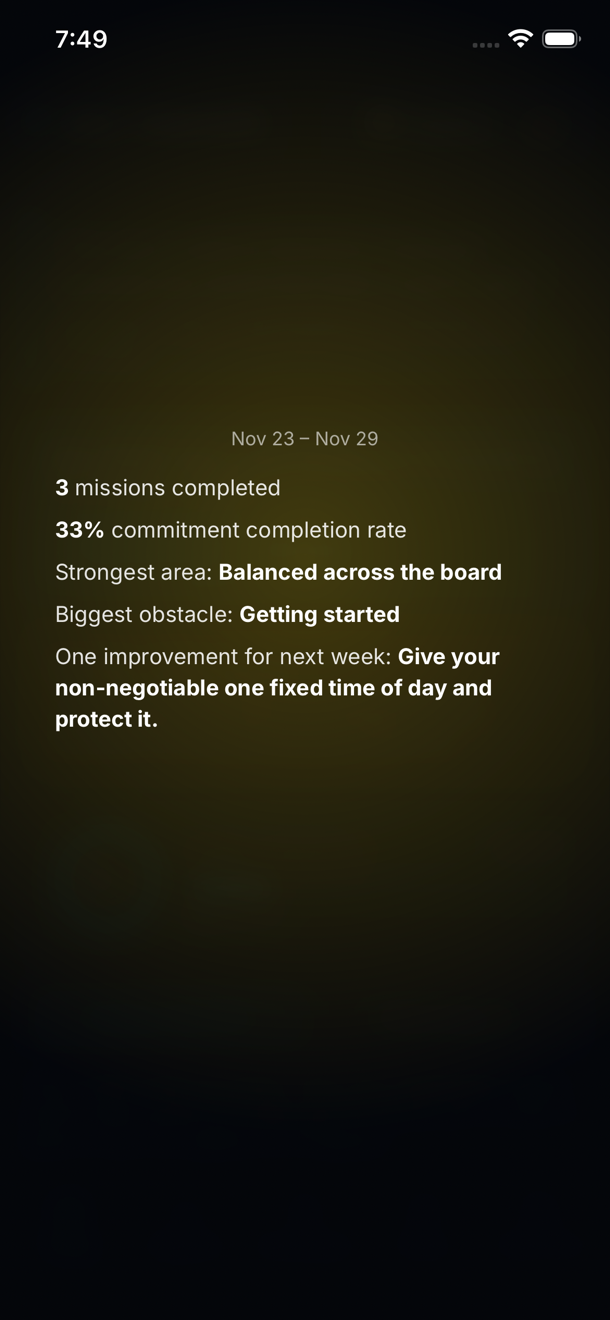 7:49
Nov 23 – Nov 29
3 missions completed
33% commitment completion rate
Strongest area: Balanced across the board
Biggest obstacle: Getting started
One improvement for next week: Give your
non-negotiable one fixed time of day and
protect it.